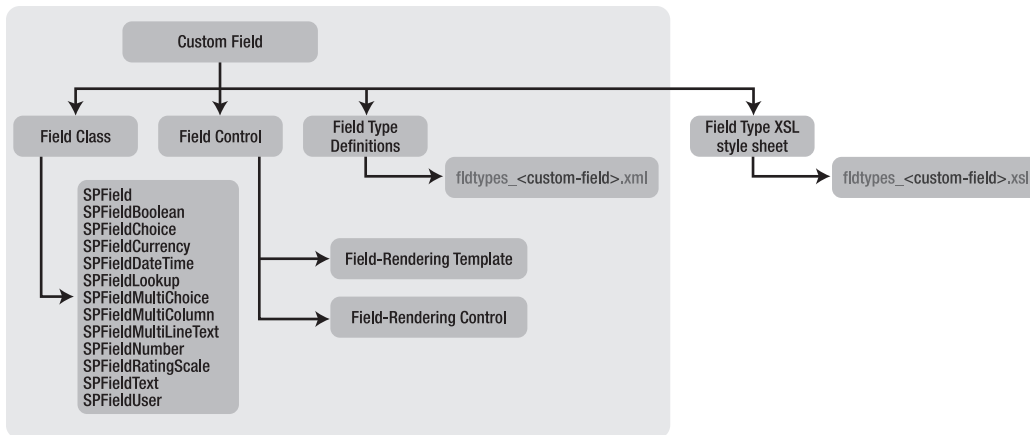 Custom Field
Field Class
Field Control
Field Type
Definitions
Field Type XSL
style sheet
fldtypes_<custom-field>.xml
fldtypes_<custom-field>.xsl
SPField
SPFieldBoolean
SPFieldChoice
SPFieldCurrency
SPFieldDateTime
SPFieldLookup
SPFieldMultiChoice
SPFieldMultiColumn
SPFieldMultiLineText
SPFieldNumber
SPFieldRatingScale
SPFieldText
SPFieldUser
Field-Rendering Template
Field-Rendering Control